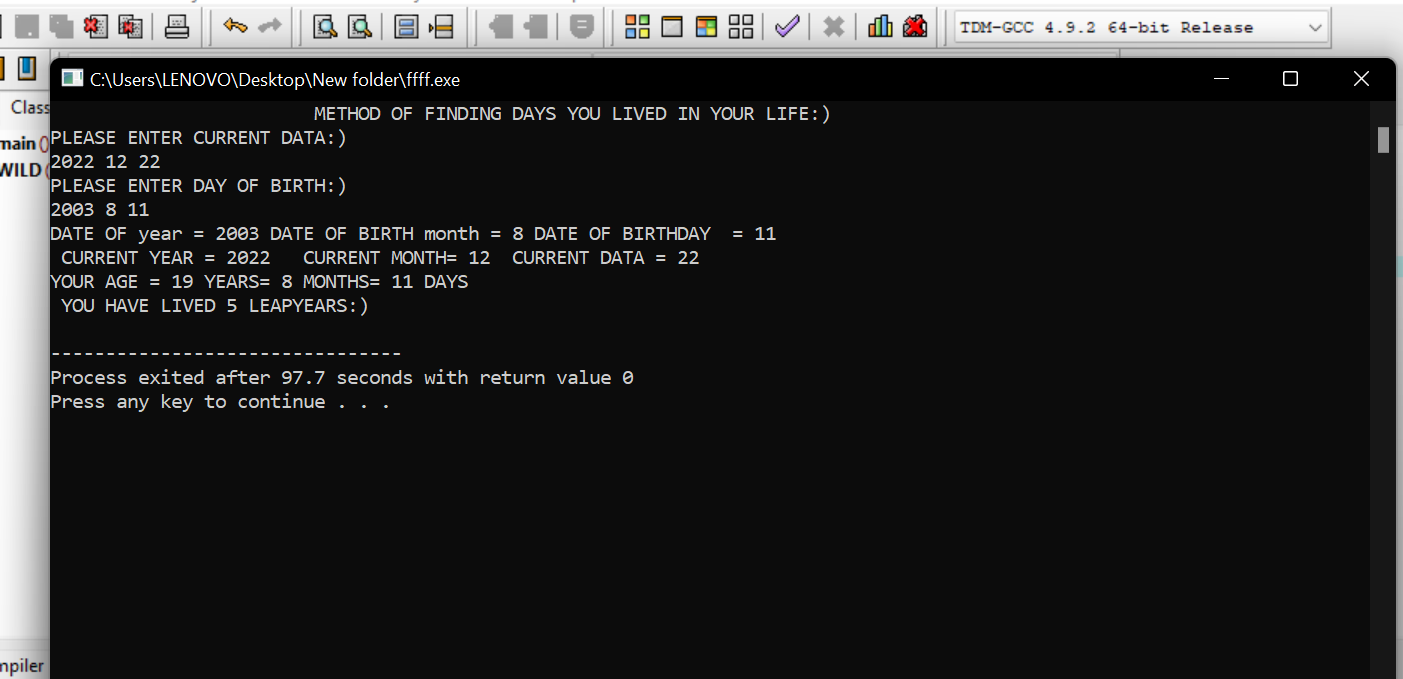 TDM-GCC 4.9.2 64-bit Release
C:\Users\LENOVO\Desktop\New folder\ffff.exe
Class
main ()
WILD (
METHOD OF FINDING DAYS YOU LIVED IN YOUR LIFE:)
PLEASE ENTER CURRENT DATA:)
2022 12 22
PLEASE ENTER DAY OF BIRTH:)
2003 8 11
DATE OF year = 2003 DATE OF BIRTH month = 8 DATE OF BIRTHDAY  = 11
CURRENT YEAR = 2022   CURRENT MONTH= 12  CURRENT DATA = 22
YOUR AGE = 19 YEARS= 8 MONTHS= 11 DAYS
YOU HAVE LIVED 5 LEAPYEARS:)
--------------------------------
Process exited after 97.7 seconds with return value 0
Press any key to continue . . .
mpiler